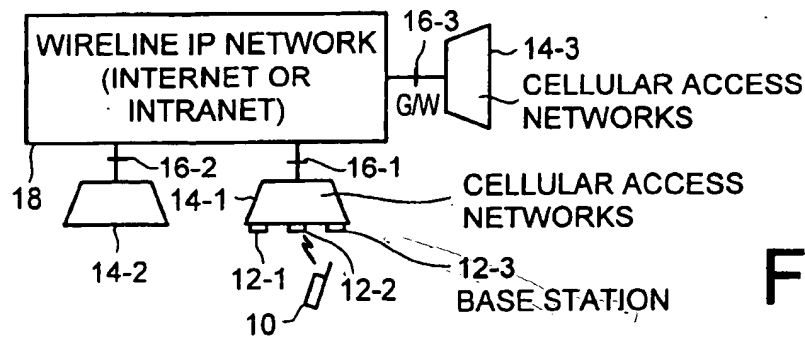 WIRELINE IP NETWORK
(INTERNET OR
INTRANET)
16-3
14-3
G/W
CELLULAR ACCESS
NETWORKS
18
16-2
14-1
16-1
CELLULAR ACCESS
NETWORKS
14-2
12-1
12-2
12-3
BASE STATION
10
F